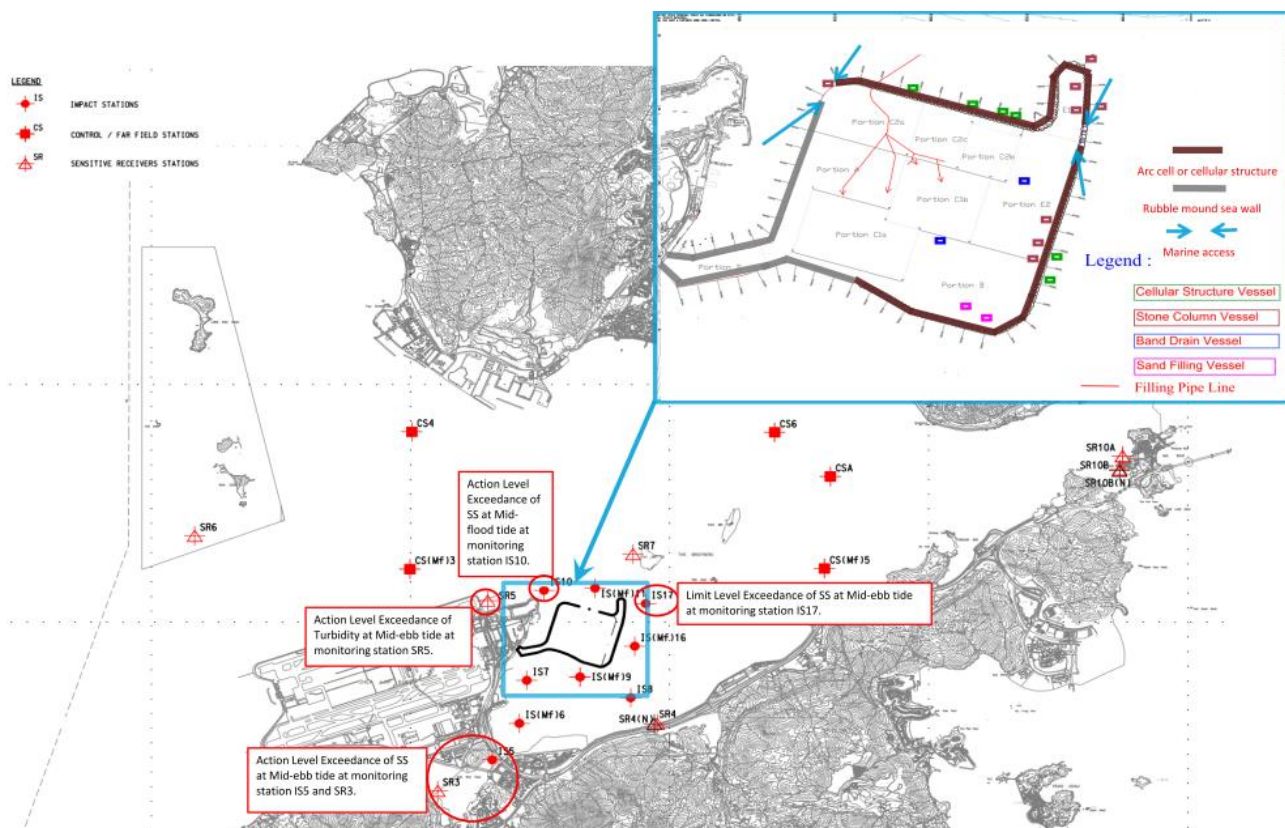 LEGEND
IS IMPACT STATIONS
CS CONTROL / FAR FIELD STATIONS
SR SENSITIVE RECEIVERS STATIONS
Portion C2a
Portion C2c
Portion C2b
Portion A
Portion C1b
Portion C2
Portion C1a
Portion B
Arc cell or cellular structure
Rubble mound sea wall
Marine access
Legend :
Cellular Structure Vessel
Stone Column Vessel
Band Drain Vessel
Sand Filling Vessel
Filling Pipe Line
CS4
CS6
CSA
SR10A
SR10B
SR10B(N)
SR6
CS(Mf)3
SR7
THE BROTHERS
CS(Mf)5
Action Level
Exceedance of
SS at Mid-
flood tide at
monitoring
station IS10.
IS10
IS(Mf)11
IS17
Limit Level Exceedance of SS at Mid-ebb tide
at monitoring station IS17.
SR5
Action Level Exceedance of
Turbidity at Mid-ebb tide at
monitoring station SR5.
IS(Mf)16
IS7
IS(Mf)9
IS8
IS(Mf)6
SR4(N)
SR4
Action Level Exceedance of SS
at Mid-ebb tide at monitoring
station IS5 and SR3.
IS5
SR3